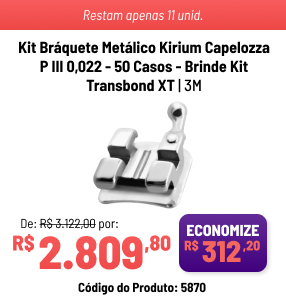 Restam apenas 11 unid.
Kit Bráquete Metálico Kirium Capelozza
P III 0,022 - 50 Casos - Brinde Kit
Transbond XT | 3M
De: R$ 3.122,00 por:
R$ 2.809,80
ECONOMIZE
R$ 312,20
Código do Produto: 5870